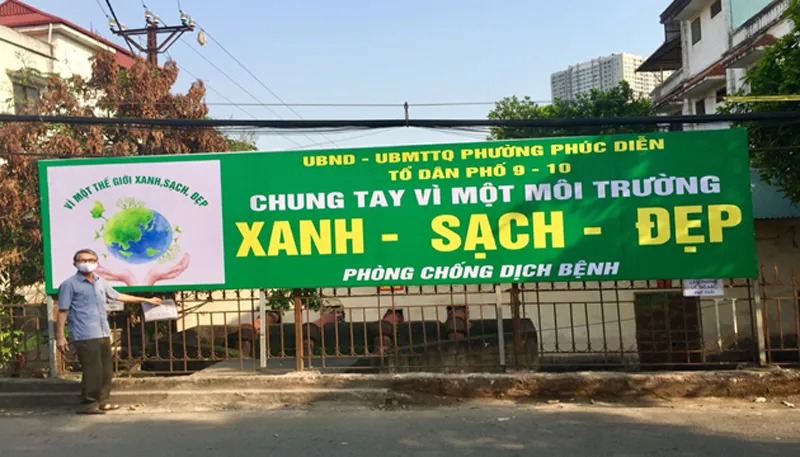 VÌ MỘT THẾ GIỚI XANH, SẠCH, ĐẸP
UBND - UBMTTQ PHƯỜNG PHÚC DIỄN
TỔ DÂN PHỐ 9 - 10
CHUNG TAY VÌ MỘT MÔI TRƯỜNG
XANH - SẠCH - ĐẸP
PHÒNG CHỐNG DỊCH BỆNH